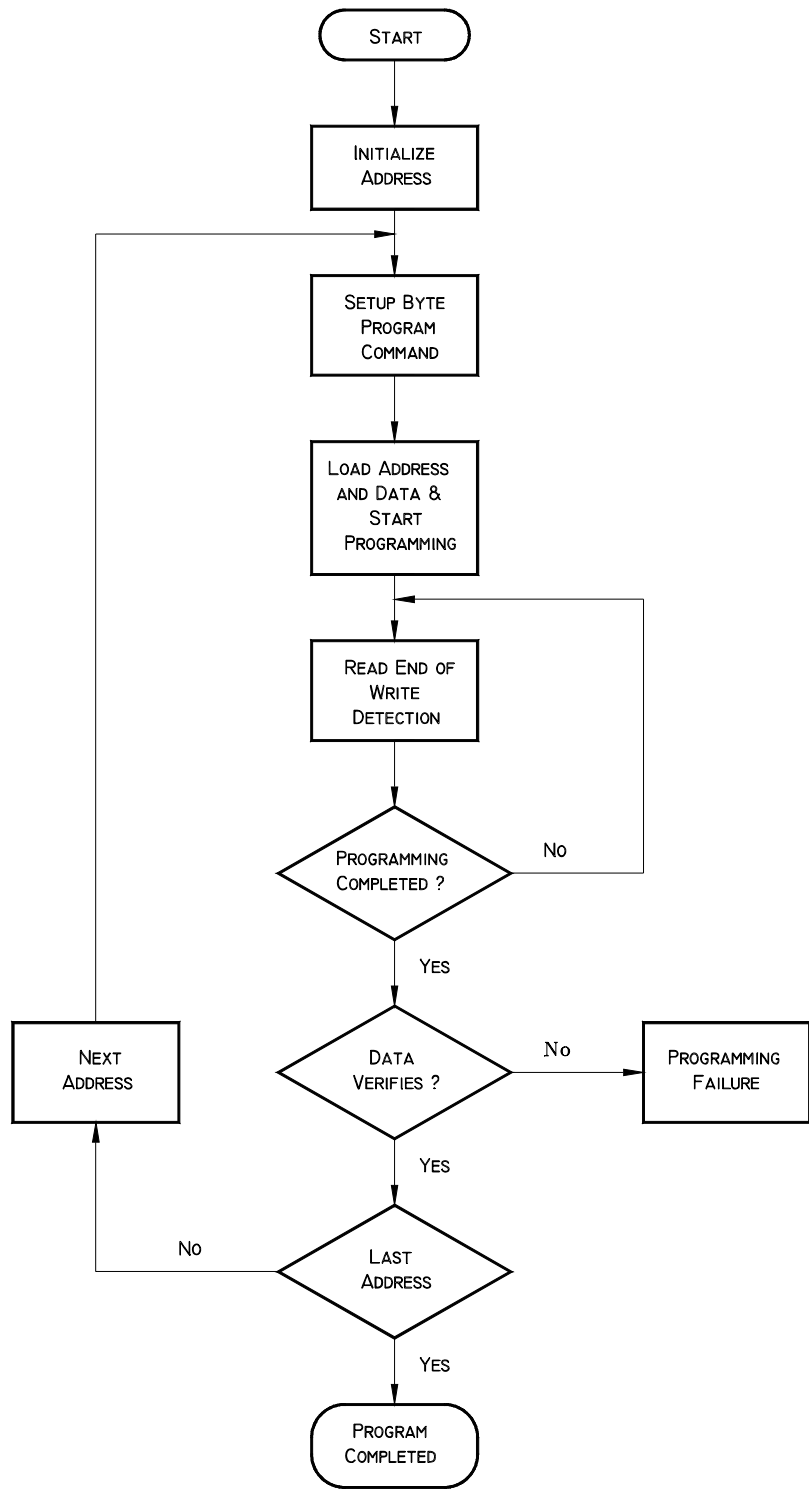 START
INITIALIZE
ADDRESS
SETUP BYTE
PROGRAM
COMMAND
LOAD ADDRESS
AND DATA &
START
PROGRAMMING
READ END OF
WRITE
DETECTION
PROGRAMMING
COMPLETED ?
NO
YES
NEXT
ADDRESS
DATA
VERIFIES ?
No
PROGRAMMING
FAILURE
YES
NO
LAST
ADDRESS
YES
PROGRAM
COMPLETED